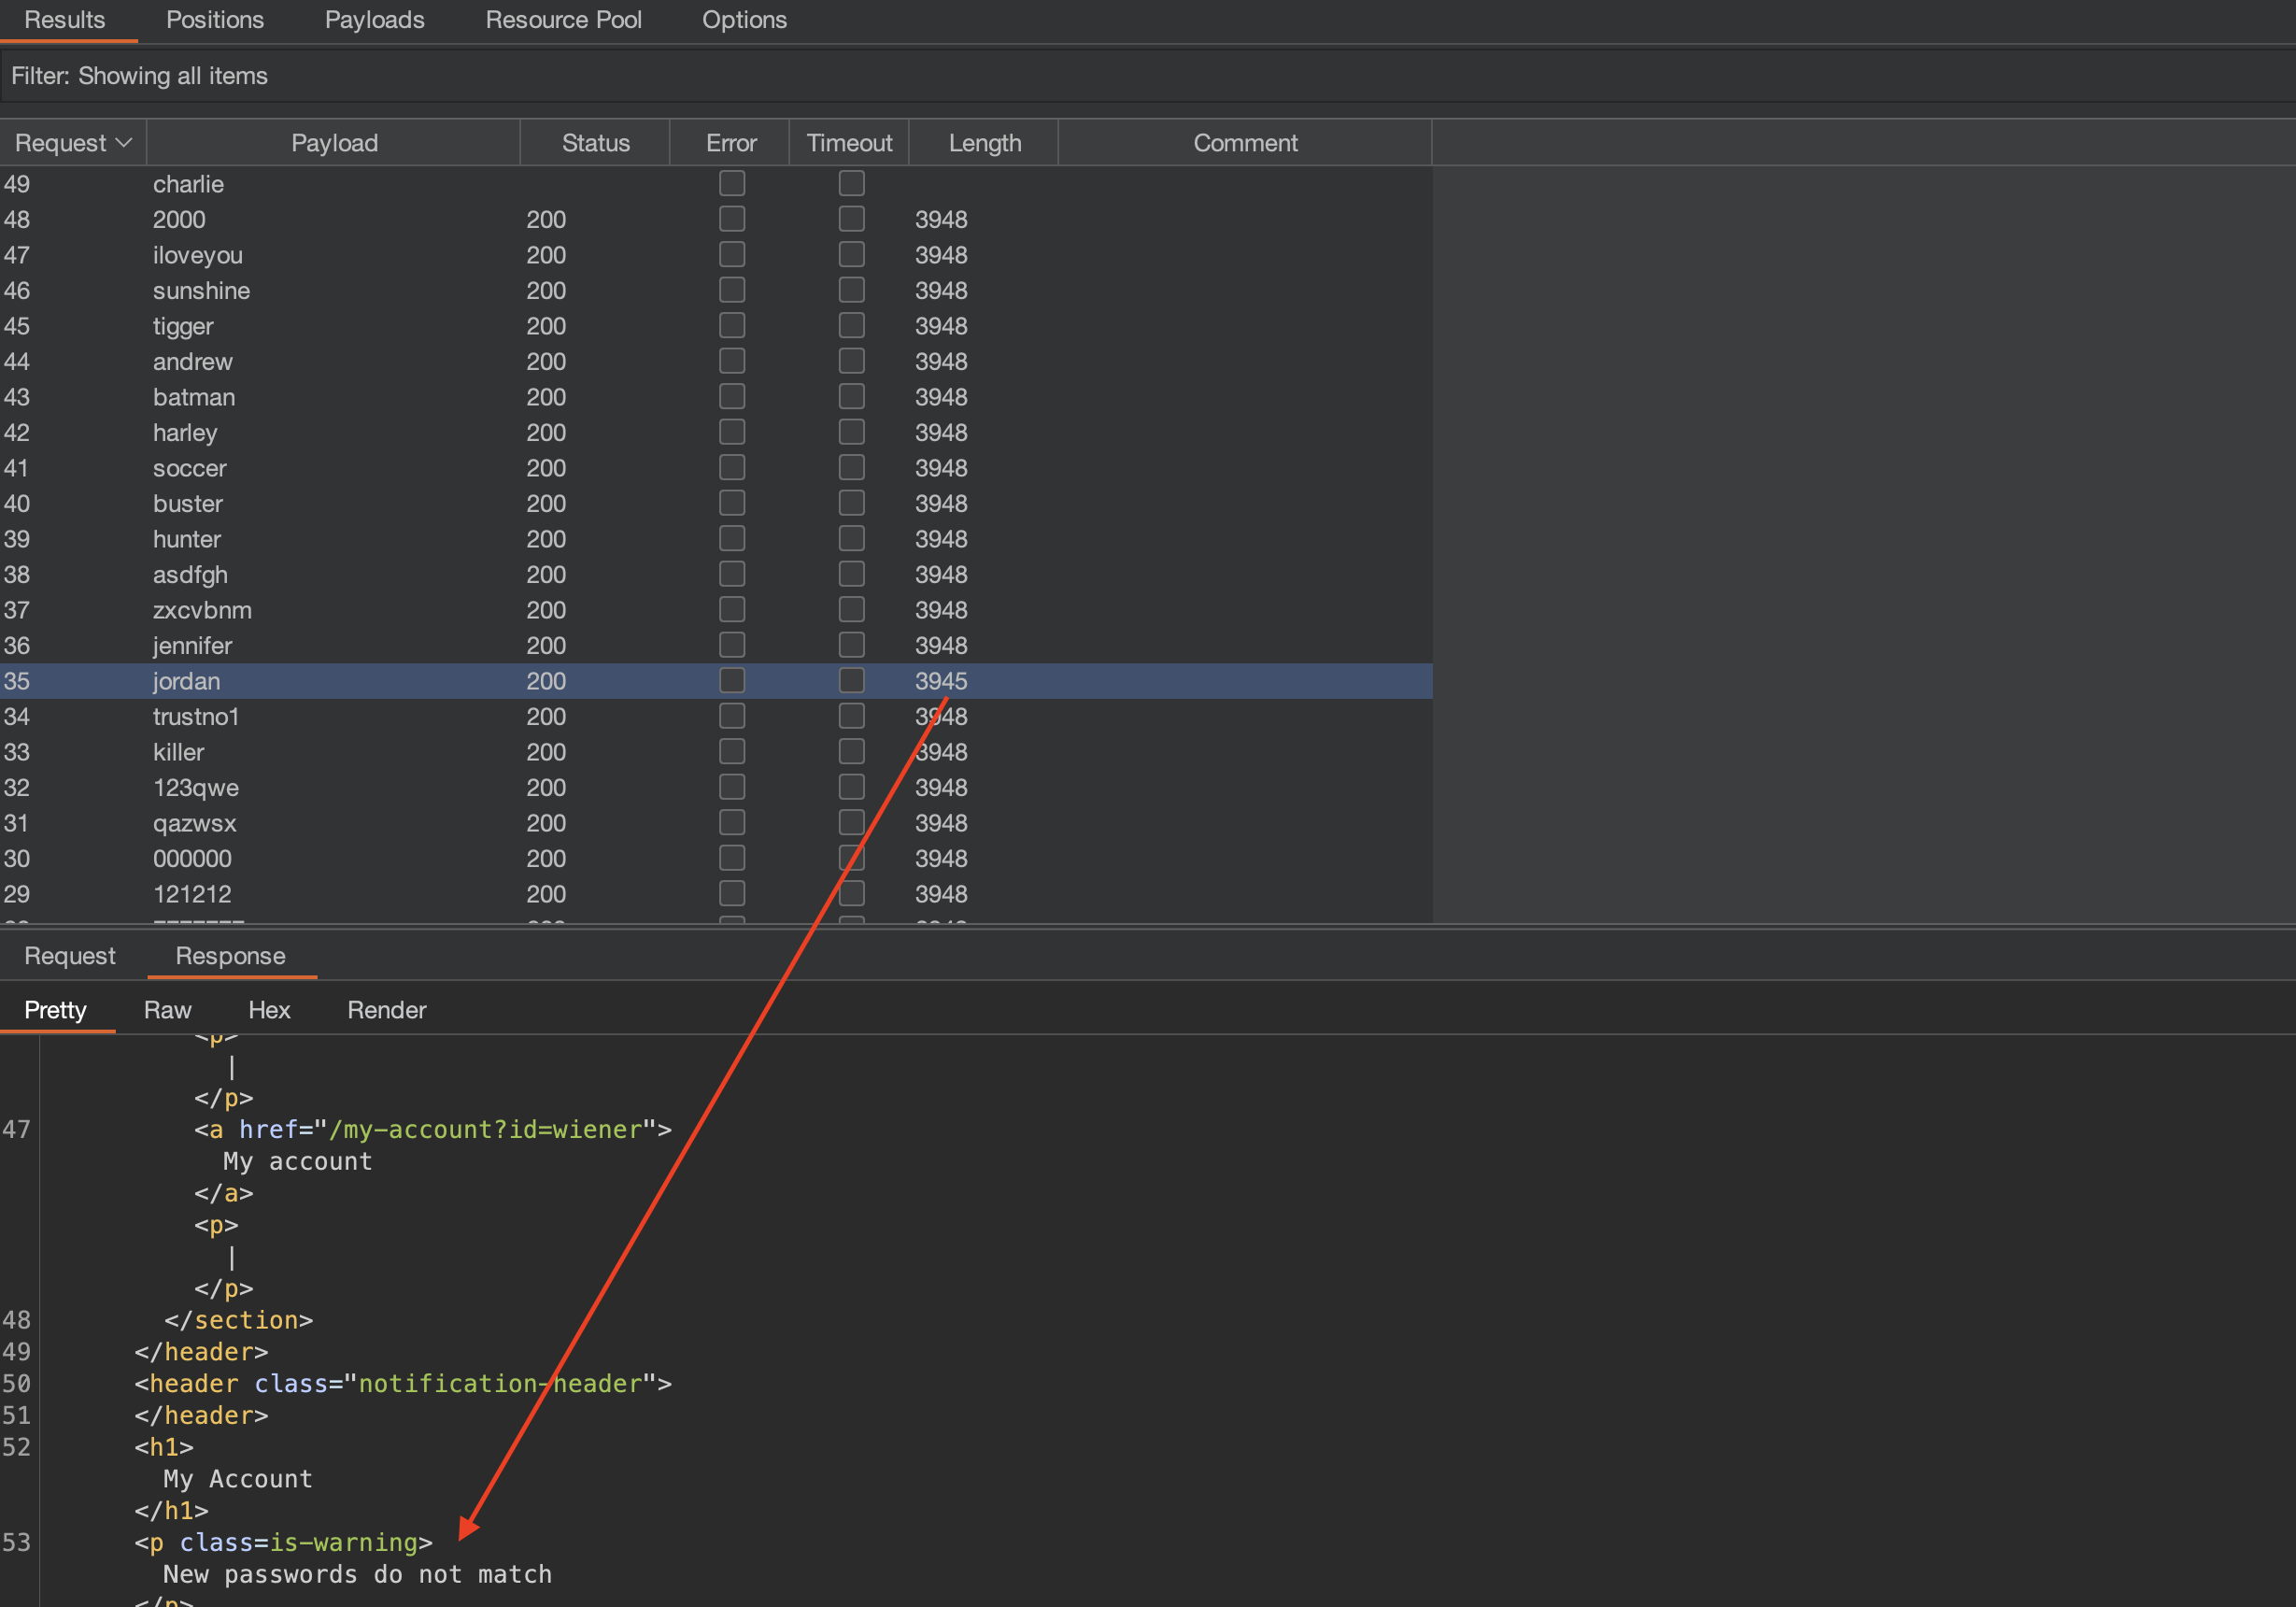 Results Positions Payloads Resource Pool Options
Filter: Showing all items
Request Payload Status Error Timeout Length Comment
49 charlie
48 2000 200 3948
47 iloveyou 200 3948
46 sunshine 200 3948
45 tigger 200 3948
44 andrew 200 3948
43 batman 200 3948
42 harley 200 3948
41 soccer 200 3948
40 buster 200 3948
39 hunter 200 3948
38 asdfgh 200 3948
37 zxcvbnm 200 3948
36 jennifer 200 3948
35 jordan 200 3945
34 trustno1 200 3948
33 killer 200 3948
32 123qwe 200 3948
31 qazwsx 200 3948
30 000000 200 3948
29 121212 200 3948
Request Response
Pretty Raw Hex Render
<p>
|
</p>
47 <a href="/my-account?id=wiener">
My account
</a>
<p>
|
</p>
48 </section>
49 </header>
50 <header class="notification-header">
51 </header>
52 <h1>
My Account
</h1>
53 <p class=is-warning>
New passwords do not match
</p>